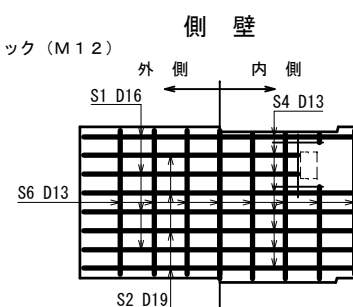 側 壁
ック（M12）
外 側 内 側
S1 D16 S4 D13
S6 D13
S2 D19